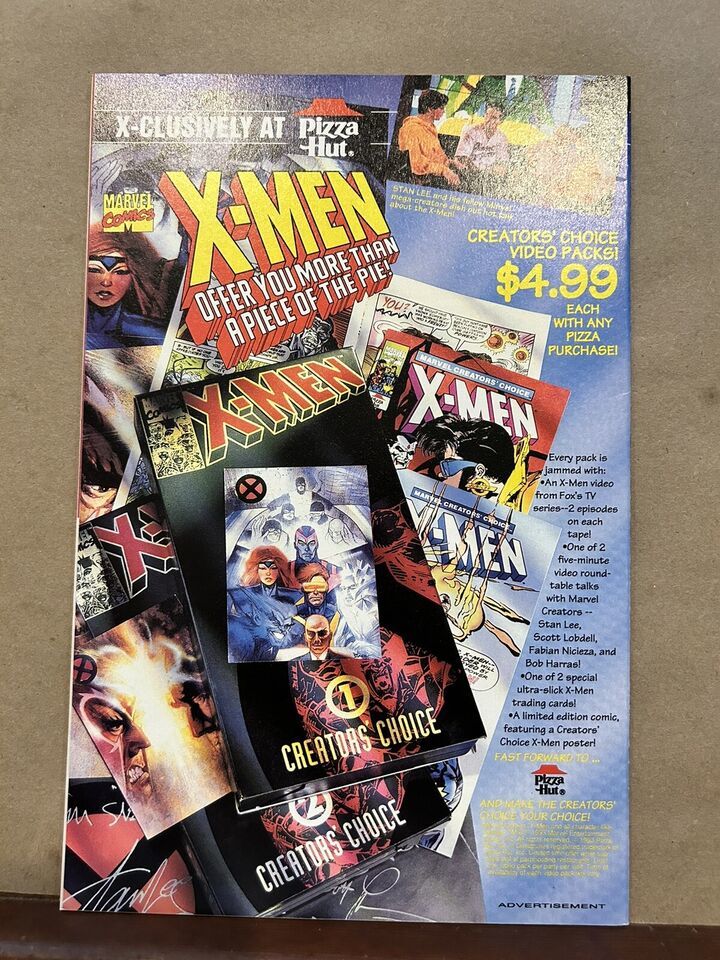 X-CLUSIVELY AT
Pizza
Hut®
MARVEL
COMICS
X-MEN
OFFER YOU MORE THAN
A PIECE OF THE PIE!
STAN LEE and his fellow Marvel
mega-creators dish out hot talk
about the X-Men!
CREATORS' CHOICE
VIDEO PACKS!
$4.99
EACH
WITH ANY
PIZZA
PURCHASE!
YOU?
MARVEL CREATORS' CHOICE
X-MEN
X-MEN
MARVEL CREATORS' CHOICE
X-MEN
Every pack is
jammed with:
•An X-Men video
from Fox's TV
series--2 episodes
on each
tape!
•One of 2
five-minute
video round-
table talks
with Marvel
Creators --
Stan Lee,
Scott Lobdell,
Fabian Nicieza, and
Bob Harras!
•One of 2 special
ultra-slick X-Men
trading cards!
•A limited edition comic,
featuring a Creators'
Choice X-Men poster!
FAST FORWARD TO ...
Pizza
Hut®
AND MAKE THE CREATORS'
CHOICE YOUR CHOICE!
1
CREATORS' CHOICE
2
CREATORS' CHOICE
Stan Lee
ADVERTISEMENT